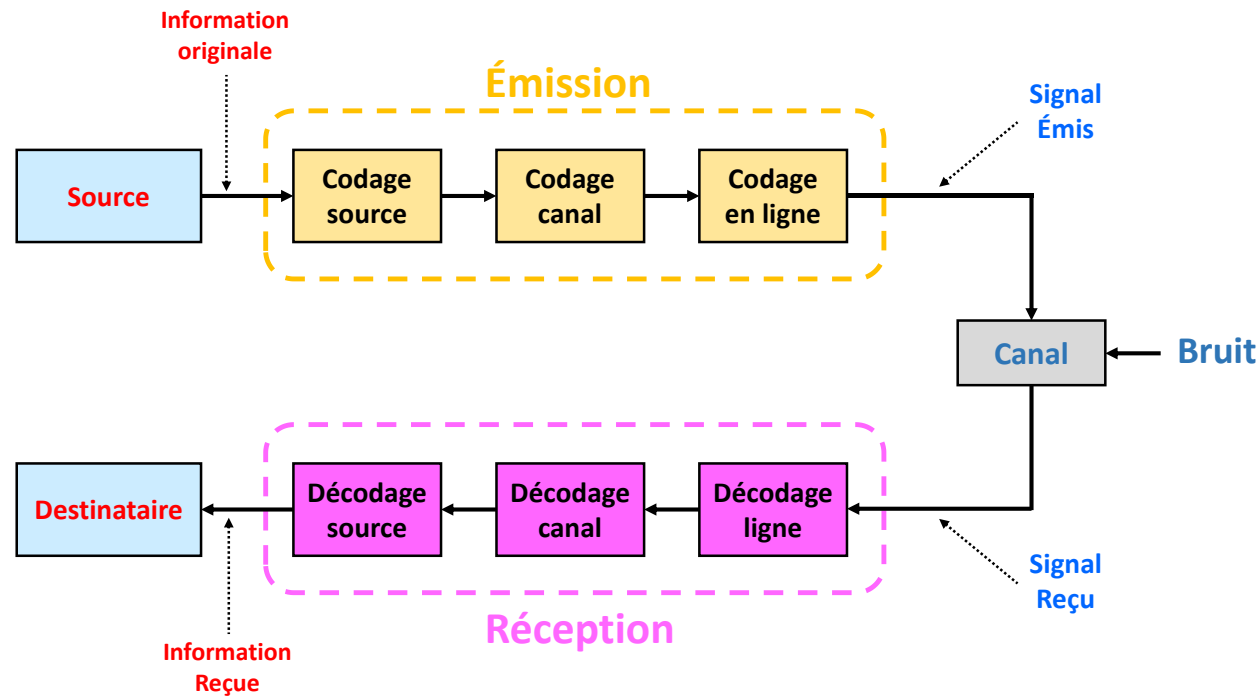 Information
originale
Émission
Signal
Émis
Source
Codage
source
Codage
canal
Codage
en ligne
Canal
Bruit
Destinataire
Décodage
source
Décodage
canal
Décodage
ligne
Signal
Reçu
Réception
Information
Reçue